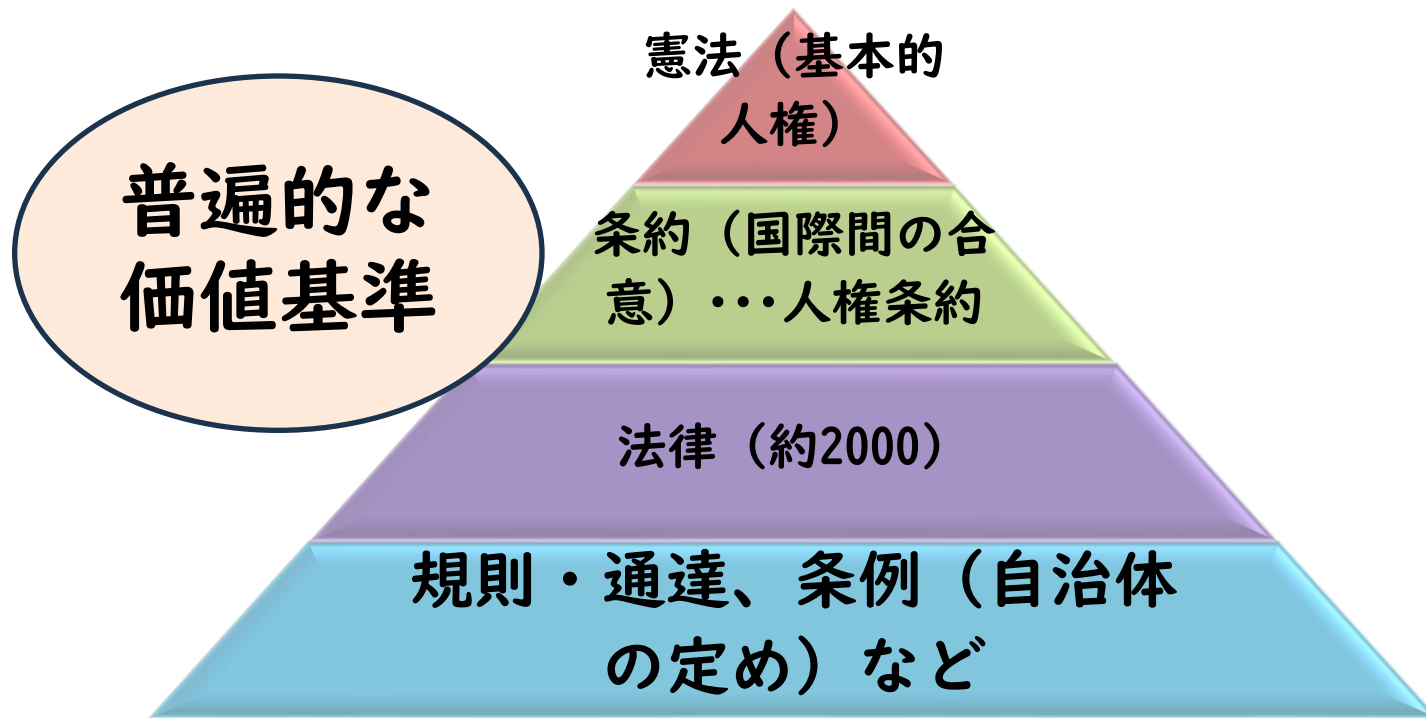 憲法（基本的
人権）
普遍的な
価値基準
条約（国際間の合
意）･･･人権条約
法律（約2000）
規則・通達、条例（自治体
の定め）など